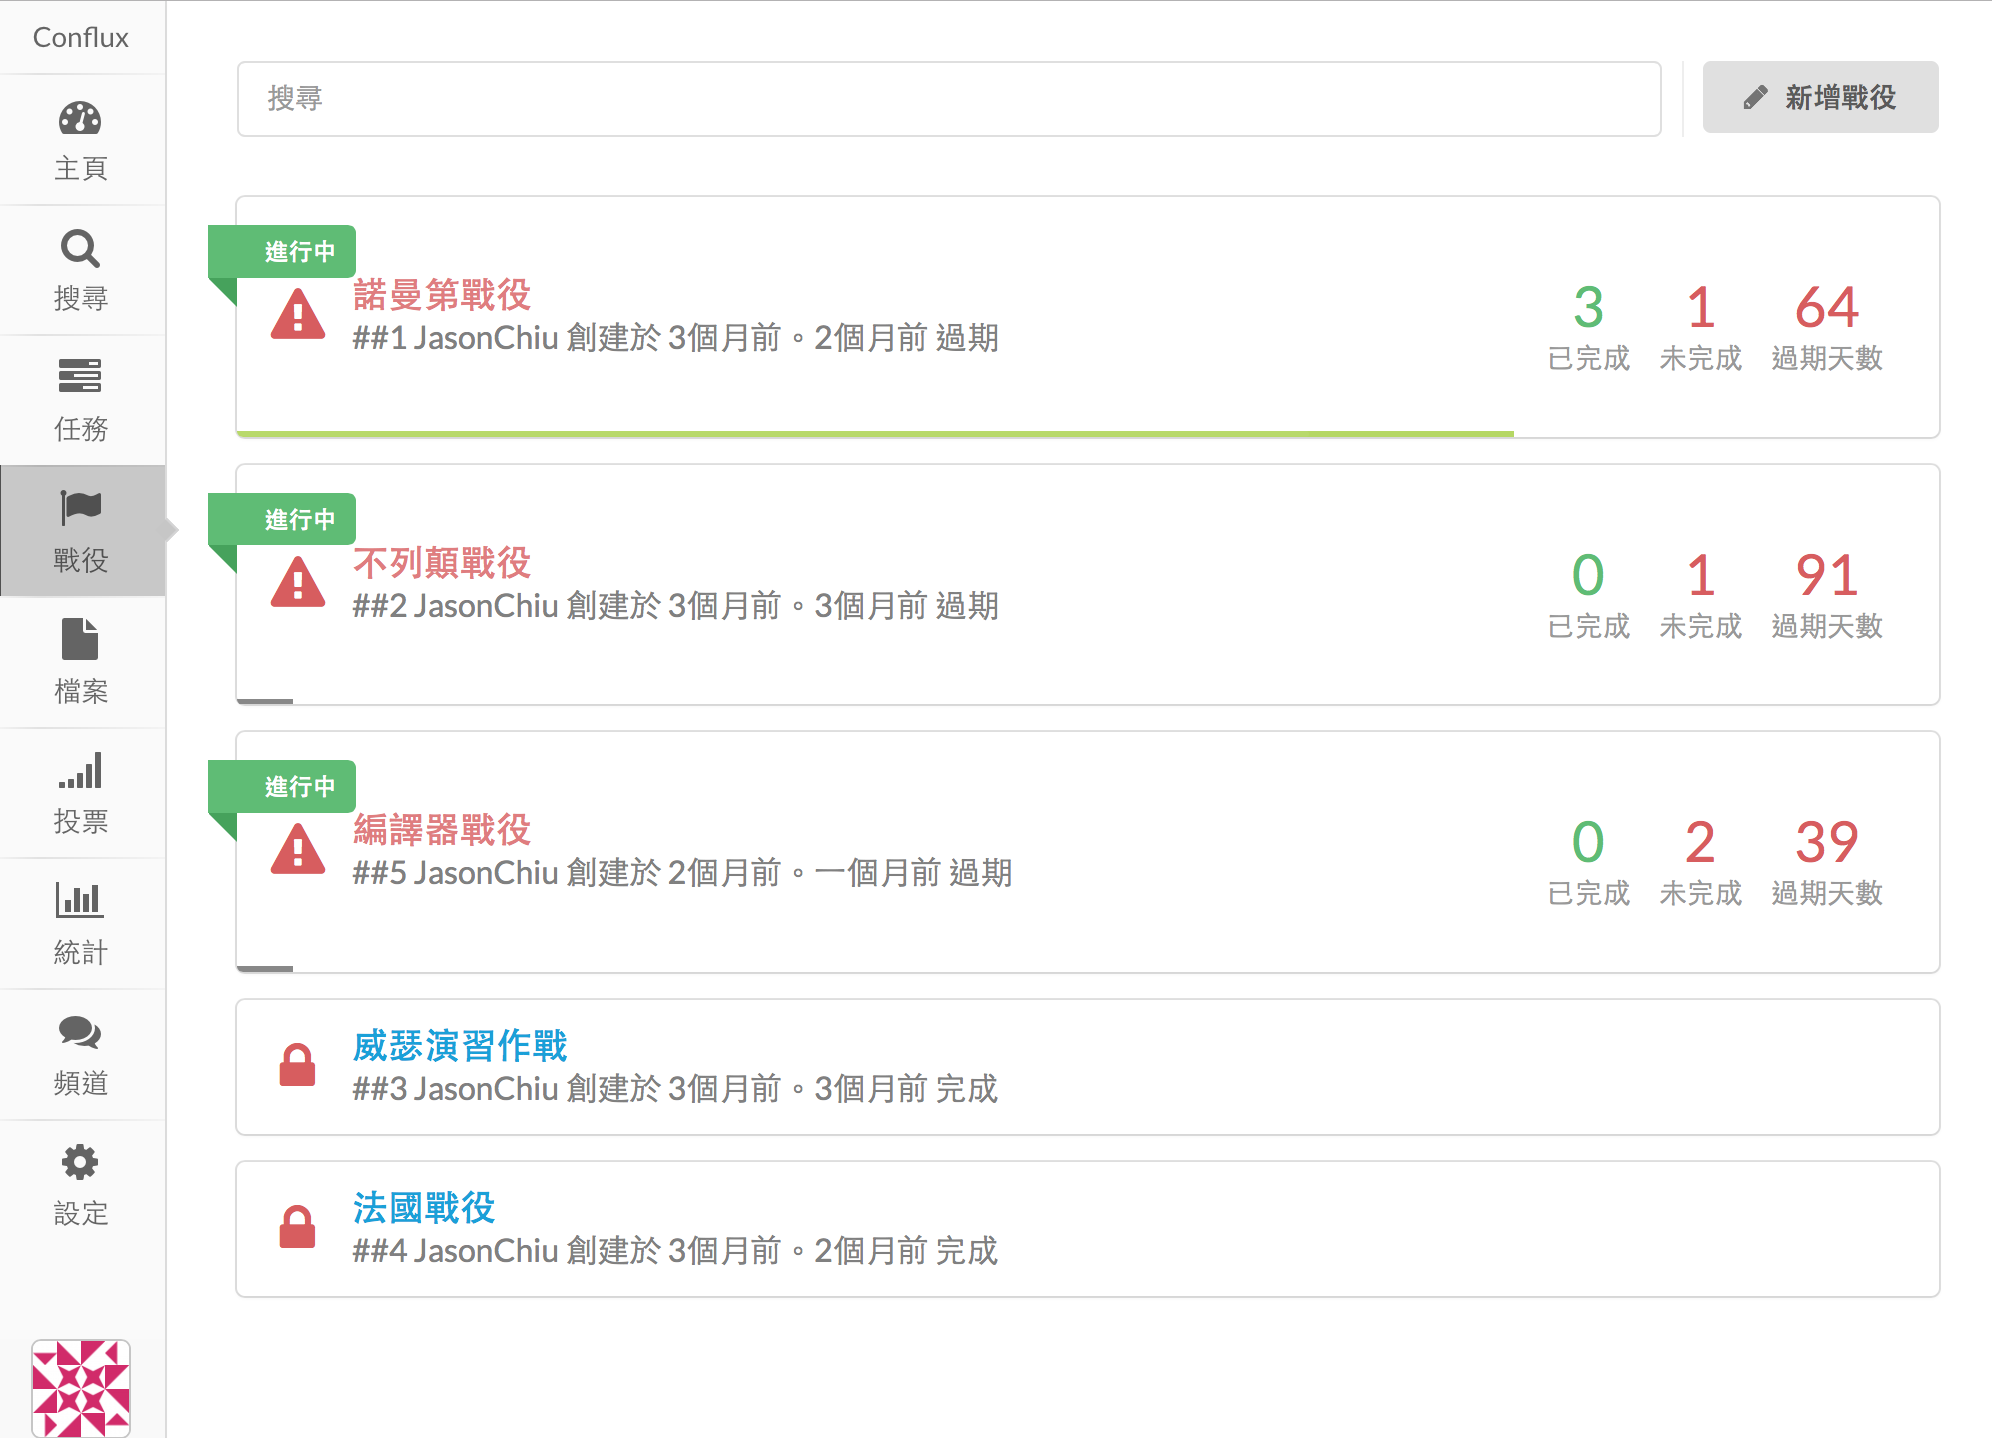 Conflux
主頁
搜尋
任務
戰役
檔案
投票
統計
頻道
設定
搜尋
新增戰役
進行中
諾曼第戰役
##1 JasonChiu 創建於 3個月前。2個月前 過期
3 1 64
已完成 未完成 過期天數
進行中
不列顛戰役
##2 JasonChiu 創建於 3個月前。3個月前 過期
0 1 91
已完成 未完成 過期天數
進行中
編譯器戰役
##5 JasonChiu 創建於 2個月前。一個月前 過期
0 2 39
已完成 未完成 過期天數
威瑟演習作戰
##3 JasonChiu 創建於 3個月前。3個月前 完成
法國戰役
##4 JasonChiu 創建於 3個月前。2個月前 完成